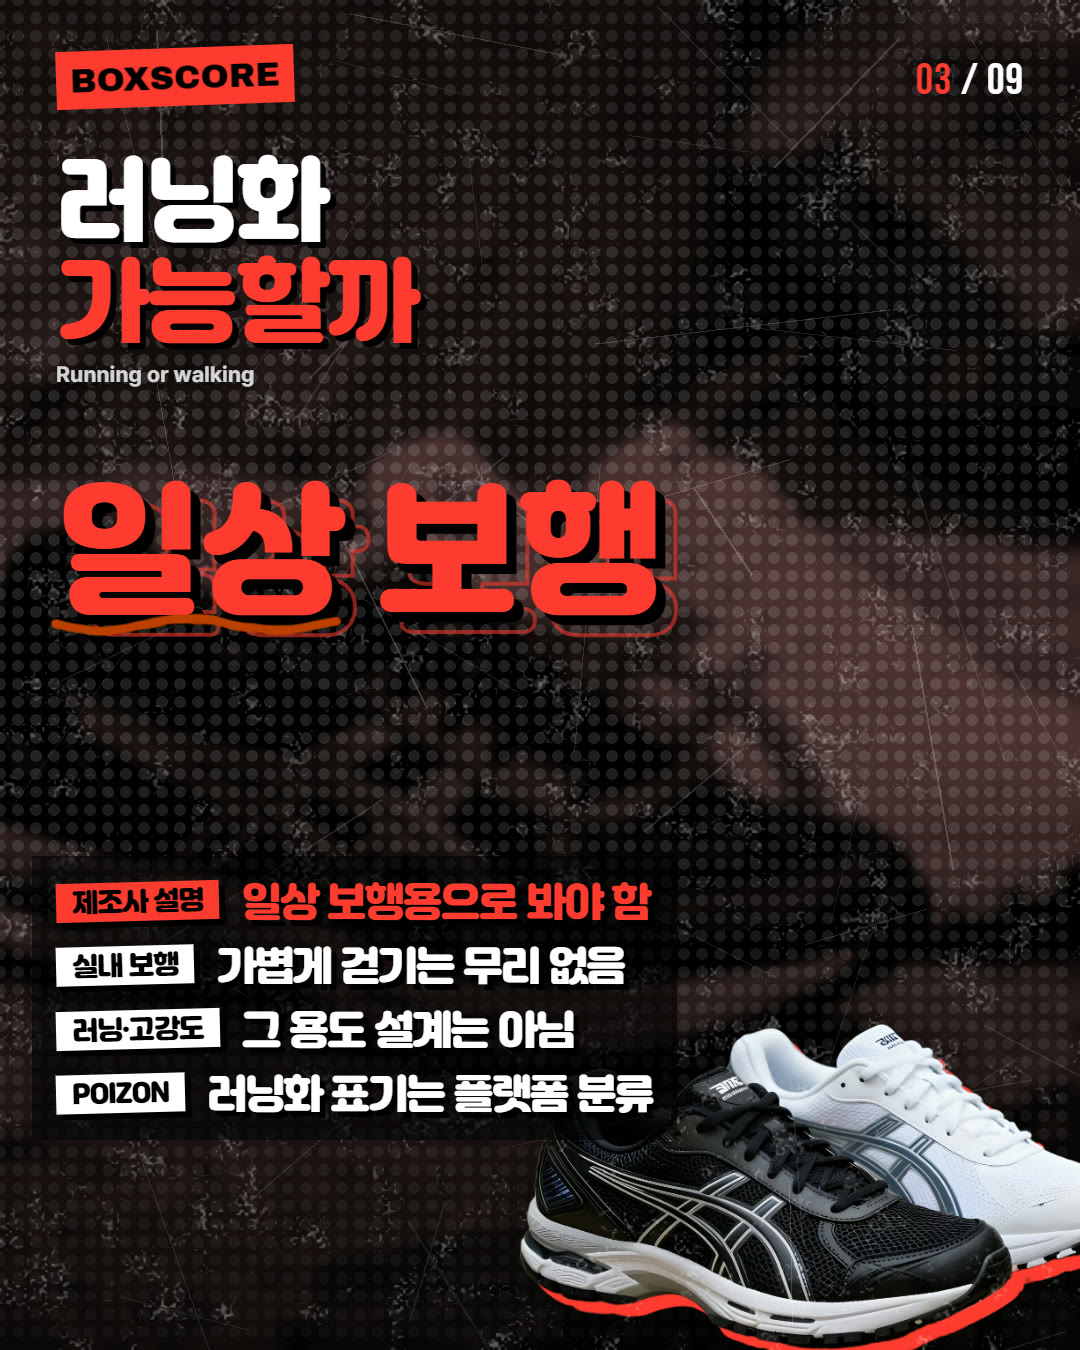 BOXSCORE
03 / 09
러닝화
가능할까
Running or walking
일상 보행
제조사 설명 일상 보행용으로 봐야 함
실내 보행 가볍게 걷기는 무리 없음
러닝·고강도 그 용도 설계는 아님
POIZON 러닝화 표기는 플랫폼 분류